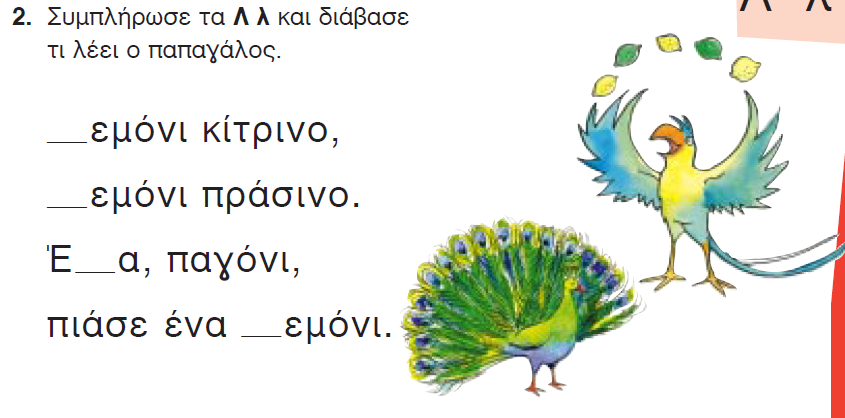 2. Συμπλήρωσε τα Λ λ και διάβασε
τι λέει ο παπαγάλος.
__εμόνι κίτρινο,
__εμόνι πράσινο.
Έ__α, παγόνι,
πιάσε ένα __εμόνι.